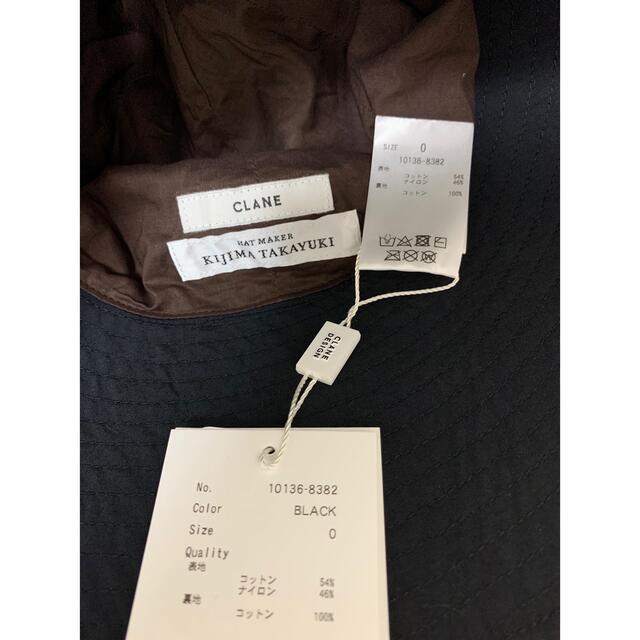 CLANE
HAT MAKER
KIJIMA TAKAYUKI
SIZE 0
10136-8382
表地
コットン 54%
ナイロン 46%
裏地
コットン 100%
CLANE
DESIGN
No. 10136-8382
Color BLACK
Size 0
Quality
表地
コットン 54%
ナイロン 46%
裏地
コットン 100%